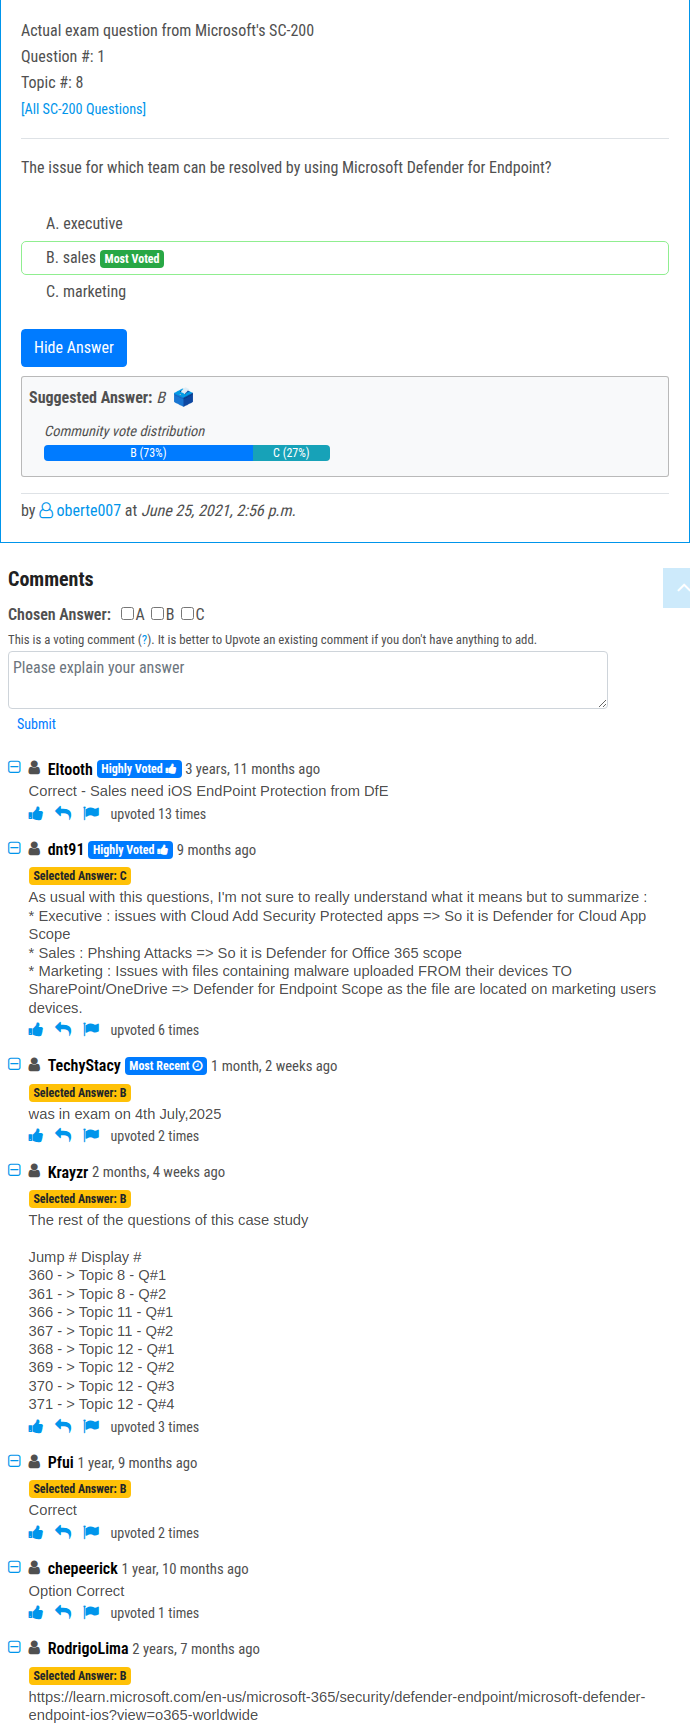 Actual exam question from Microsoft's SC-200
Question #: 1
Topic #: 8
[All SC-200 Questions]
The issue for which team can be resolved by using Microsoft Defender for Endpoint?
A. executive
B. sales Most Voted
C. marketing
Hide Answer
Suggested Answer: B
Community vote distribution
B (73%) C (27%)
by oberte007 at June 25, 2021, 2:56 p.m.
Comments
Chosen Answer: A B C
This is a voting comment (?). It is better to Upvote an existing comment if you don't have anything to add.
Please explain your answer
Submit
Eltooth Highly Voted 3 years, 11 months ago
Correct - Sales need iOS EndPoint Protection from DfE
upvoted 13 times
dnt91 Highly Voted 9 months ago
Selected Answer: C
As usual with this questions, I'm not sure to really understand what it means but to summarize :
* Executive : issues with Cloud Add Security Protected apps => So it is Defender for Cloud App
Scope
* Sales : Phshing Attacks => So it is Defender for Office 365 scope
* Marketing : Issues with files containing malware uploaded FROM their devices TO
SharePoint/OneDrive => Defender for Endpoint Scope as the file are located on marketing users
devices.
upvoted 6 times
TechyStacy Most Recent 1 month, 2 weeks ago
Selected Answer: B
was in exam on 4th July,2025
upvoted 2 times
Krayzr 2 months, 4 weeks ago
Selected Answer: B
The rest of the questions of this case study
Jump # Display #
360 - > Topic 8 - Q#1
361 - > Topic 8 - Q#2
366 - > Topic 11 - Q#1
367 - > Topic 11 - Q#2
368 - > Topic 12 - Q#1
369 - > Topic 12 - Q#2
370 - > Topic 12 - Q#3
371 - > Topic 12 - Q#4
upvoted 3 times
Pfui 1 year, 9 months ago
Selected Answer: B
Correct
upvoted 2 times
chepeerick 1 year, 10 months ago
Option Correct
upvoted 1 times
RodrigoLima 2 years, 7 months ago
Selected Answer: B
https://learn.microsoft.com/en-us/microsoft-365/security/defender-endpoint/microsoft-defender-
endpoint-ios?view=o365-worldwide